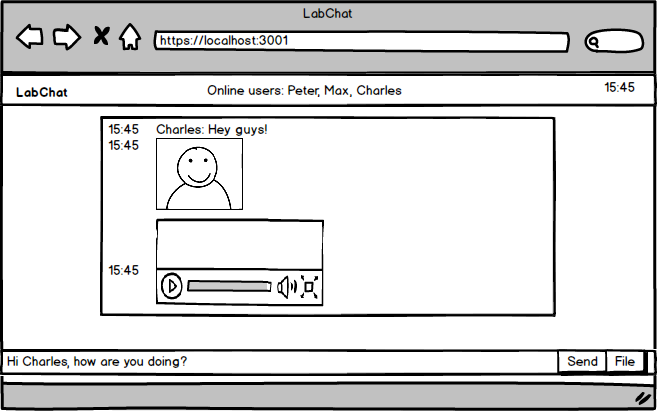 LabChat
https://localhost:3001
LabChat
Online users: Peter, Max, Charles
15:45
15:45 Charles: Hey guys!
15:45
15:45
Hi Charles, how are you doing?
Send
File